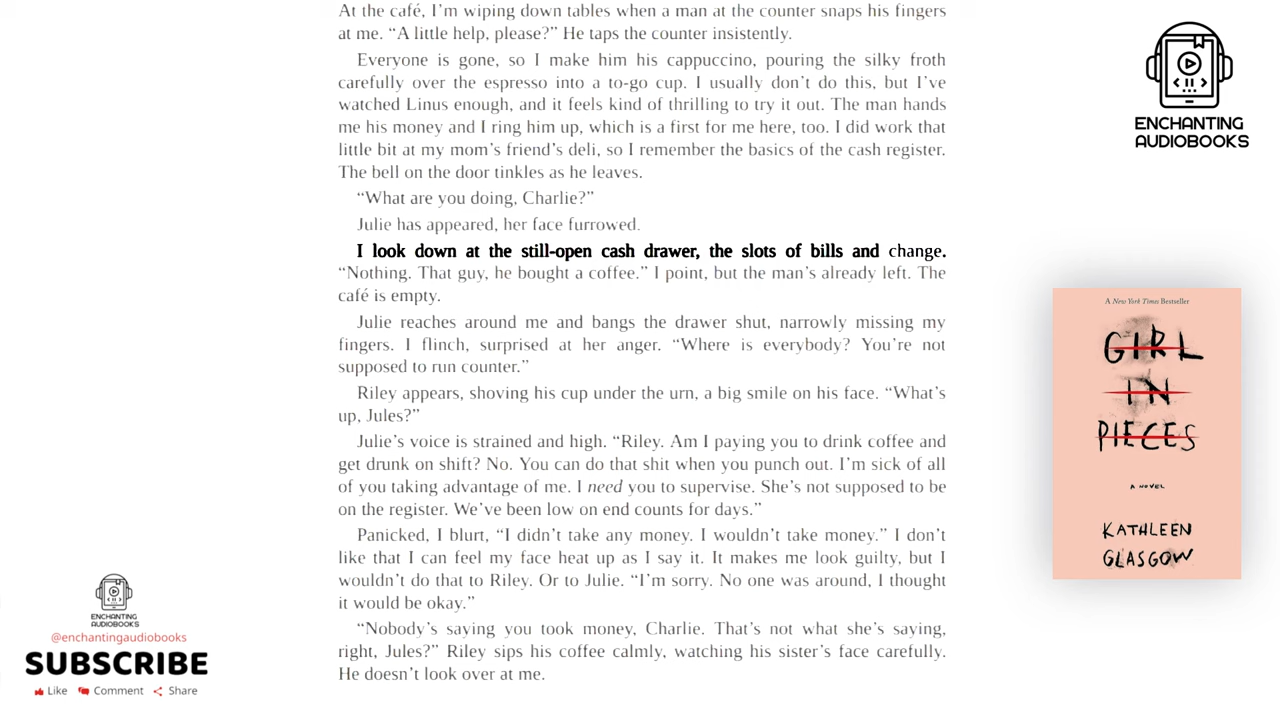 At the café, I'm wiping down tables when a man at the counter snaps his fingers
at me. “A little help, please?” He taps the counter insistently.
Everyone is gone, so I make him his cappuccino, pouring the silky froth
carefully over the espresso into a to-go cup. I usually don't do this, but I've
watched Linus enough, and it feels kind of thrilling to try it out. The man hands
me his money and I ring him up, which is a first for me here, too. I did work that
little bit at my mom's friend's deli, so I remember the basics of the cash register.
The bell on the door tinkles as he leaves.
“What are you doing, Charlie?”
Julie has appeared, her face furrowed.
I look down at the still-open cash drawer, the slots of bills and change.
“Nothing. That guy, he bought a coffee.” I point, but the man's already left. The
café is empty.
Julie reaches around me and bangs the drawer shut, narrowly missing my
fingers. I flinch, surprised at her anger. “Where is everybody? You're not
supposed to run counter.”
Riley appears, shoving his cup under the urn, a big smile on his face. “What's
up, Jules?”
Julie's voice is strained and high. “Riley. Am I paying you to drink coffee and
get drunk on shift? No. You can do that shit when you punch out. I'm sick of all
of you taking advantage of me. I need you to supervise. She's not supposed to be
on the register. We've been low on end counts for days.”
Panicked, I blurt, “I didn't take any money. I wouldn't take money.” I don't
like that I can feel my face heat up as I say it. It makes me look guilty, but I
wouldn't do that to Riley. Or to Julie. “I'm sorry. No one was around, I thought
it would be okay.”
“Nobody's saying you took money, Charlie. That's not what she's saying,
right, Jules?” Riley sips his coffee calmly, watching his sister's face carefully.
He doesn't look over at me.
ENCHANTING
AUDIOBOOKS
A New York Times Bestseller
GIRL
IN
PIECES
A NOVEL
KATHLEEN
GLASGOW
ENCHANTING
AUDIOBOOKS
@enchantingaudiobooks
SUBSCRIBE
Like Comment Share